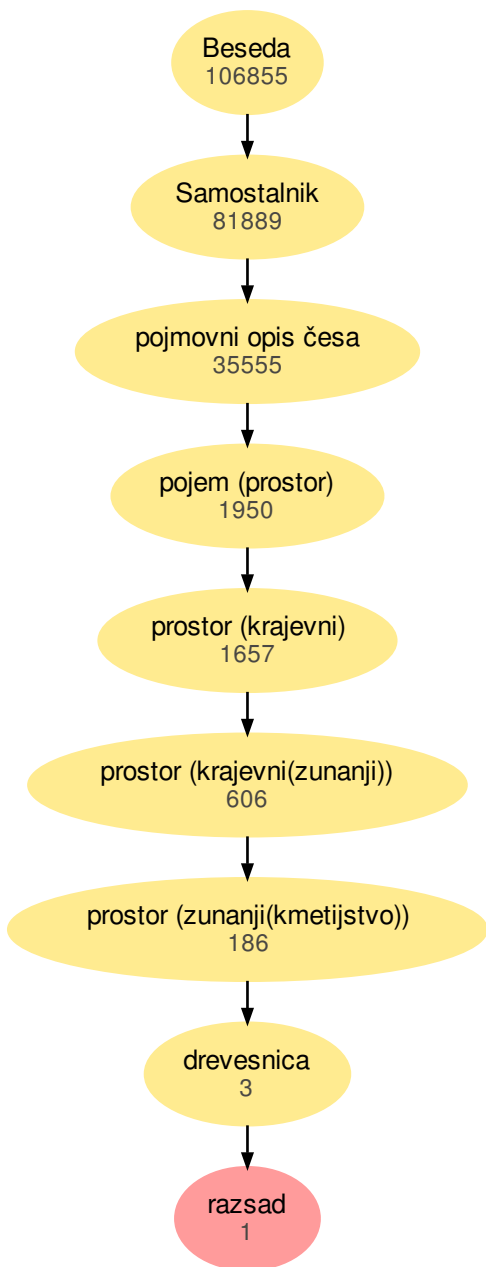 Beseda
106855
Samostalnik
81889
pojmovni opis česa
35555
pojem (prostor)
1950
prostor (krajevni)
1657
prostor (krajevni(zunanji))
606
prostor (zunanji(kmetijstvo))
186
drevesnica
3
razsad
1